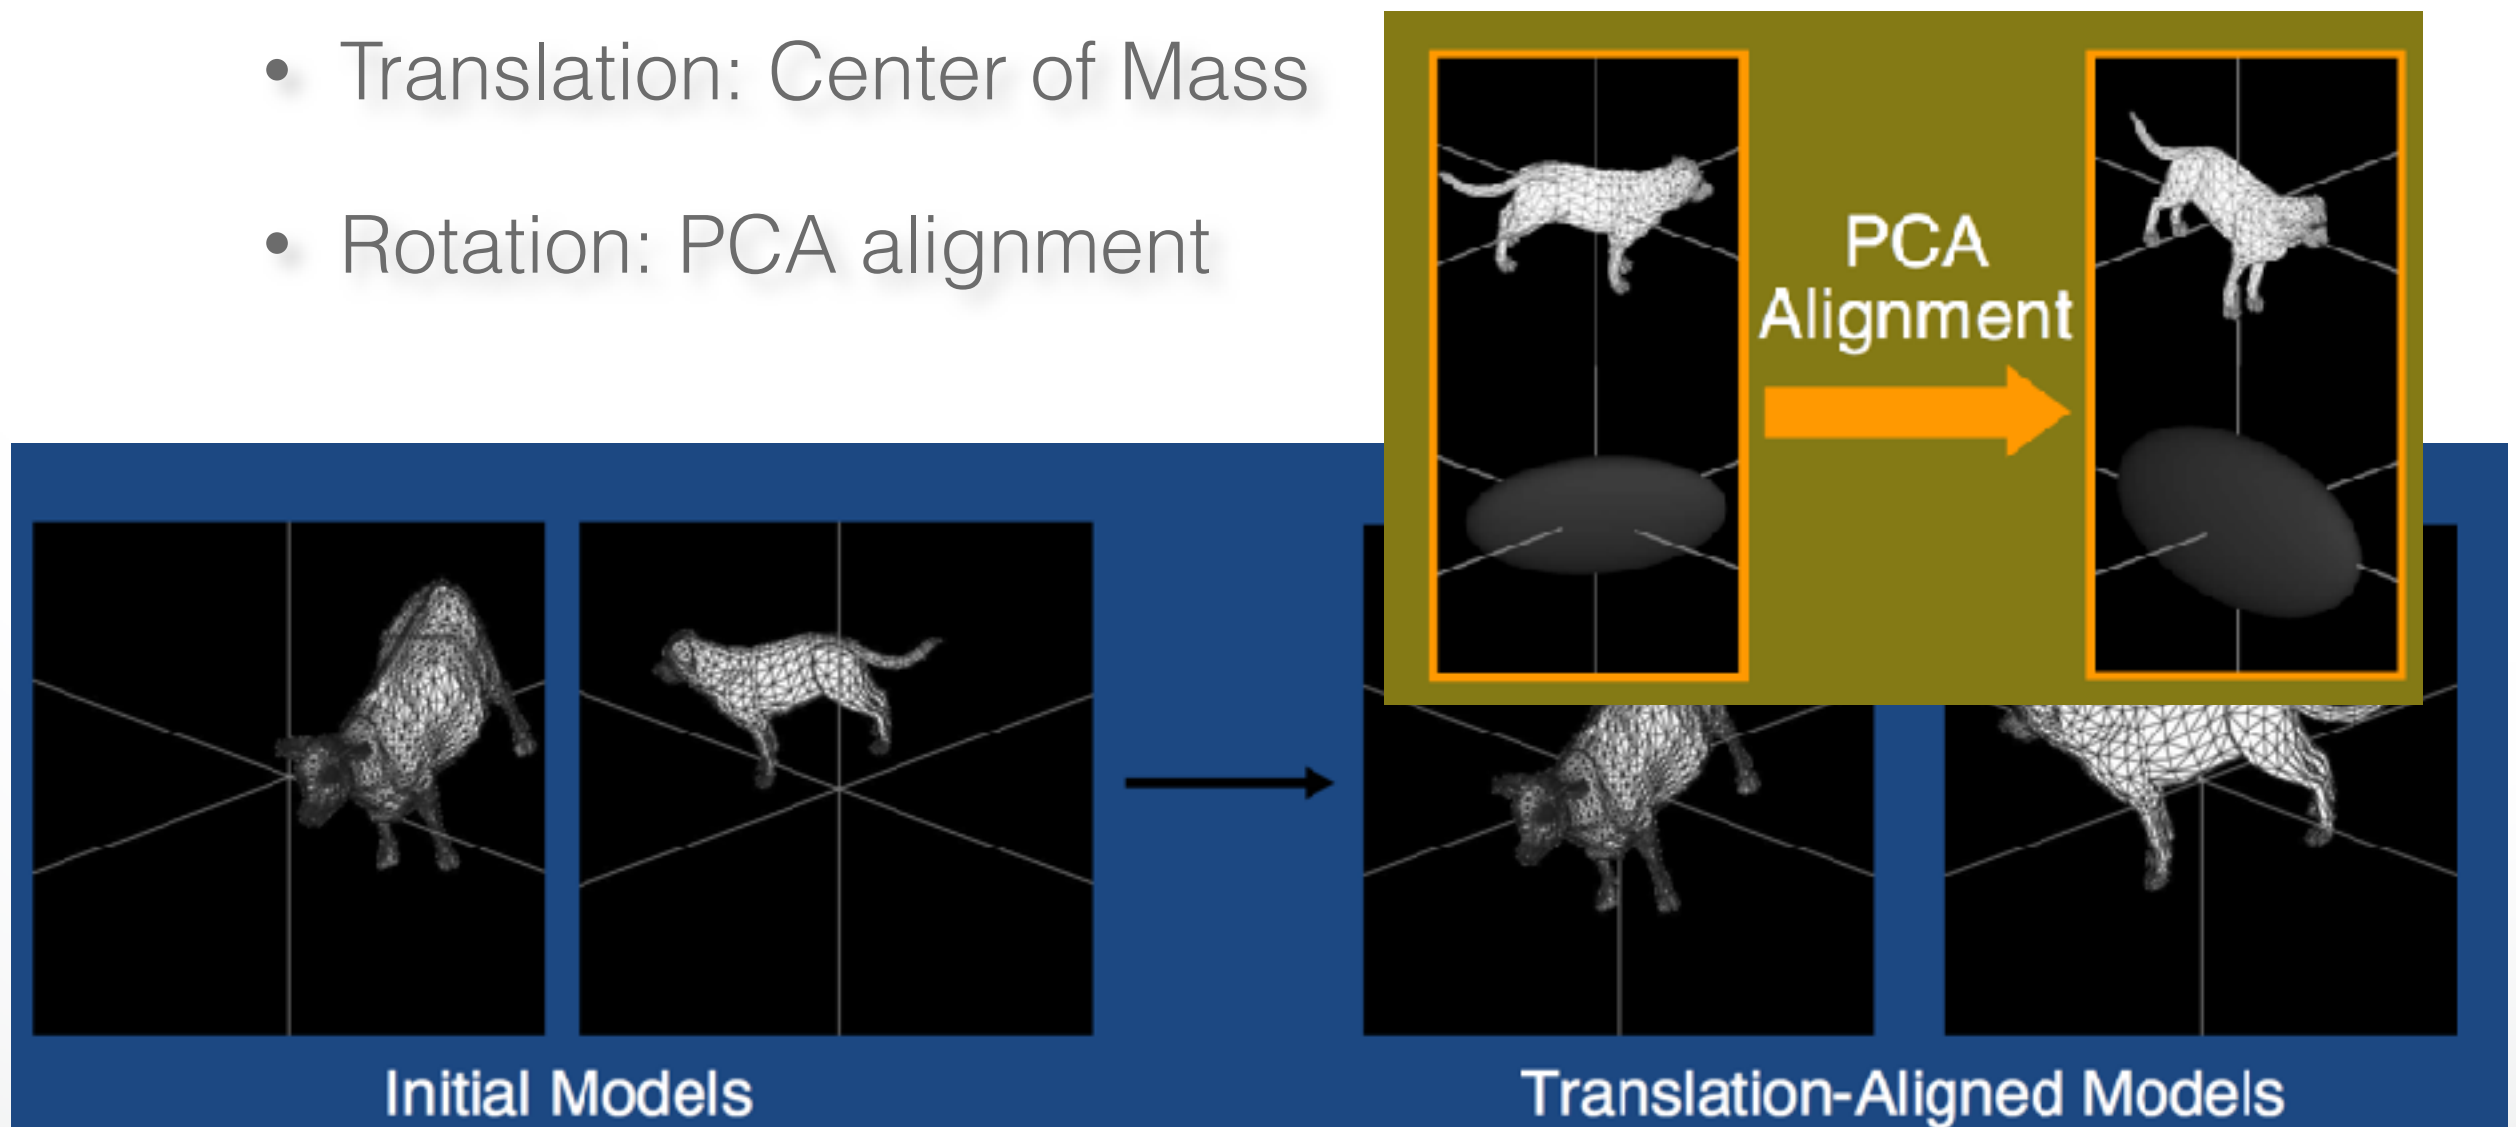 • Translation: Center of Mass
• Rotation: PCA alignment
PCA
Alignment
Initial Models
Translation-Aligned Models